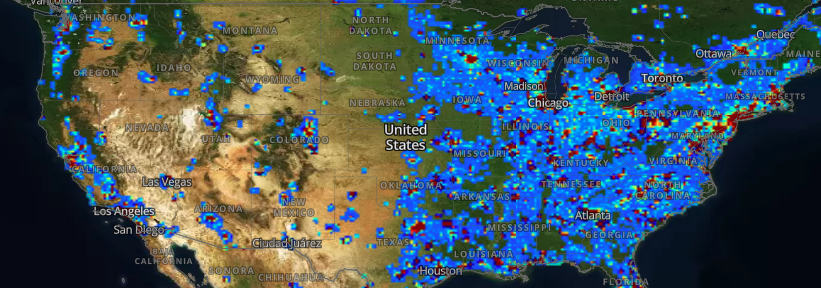 Vancouver
WASHINGTON
MONTANA
NORTH
DAKOTA
MINNESOTA
Quebec
Ottawa
MAINE
OREGON
IDAHO
SOUTH
DAKOTA
WISCONSIN
MICHIGAN
VERMONT
WYOMING
Madison
Toronto
NEBRASKA
IOWA
Chicago
Detroit
MASSACHUSETTS
NEVADA
UTAH
COLORADO
United
States
ILLINOIS
OHIO
PENNSYLVANIA
MARYLAND
CALIFORNIA
MISSOURI
KENTUCKY
VIRGINIA
Las Vegas
OKLAHOMA
ARKANSAS
TENNESSEE
NORTH
CAROLINA
Los Angeles
ARIZONA
NEW
MEXICO
Atlanta
San Diego
MISSISSIPPI
GEORGIA
Ciudad Juárez
TEXAS
BAJA
CALIFORNIA
LOUISIANA
SONORA
CHIHUAHUA
Houston
FLORIDA